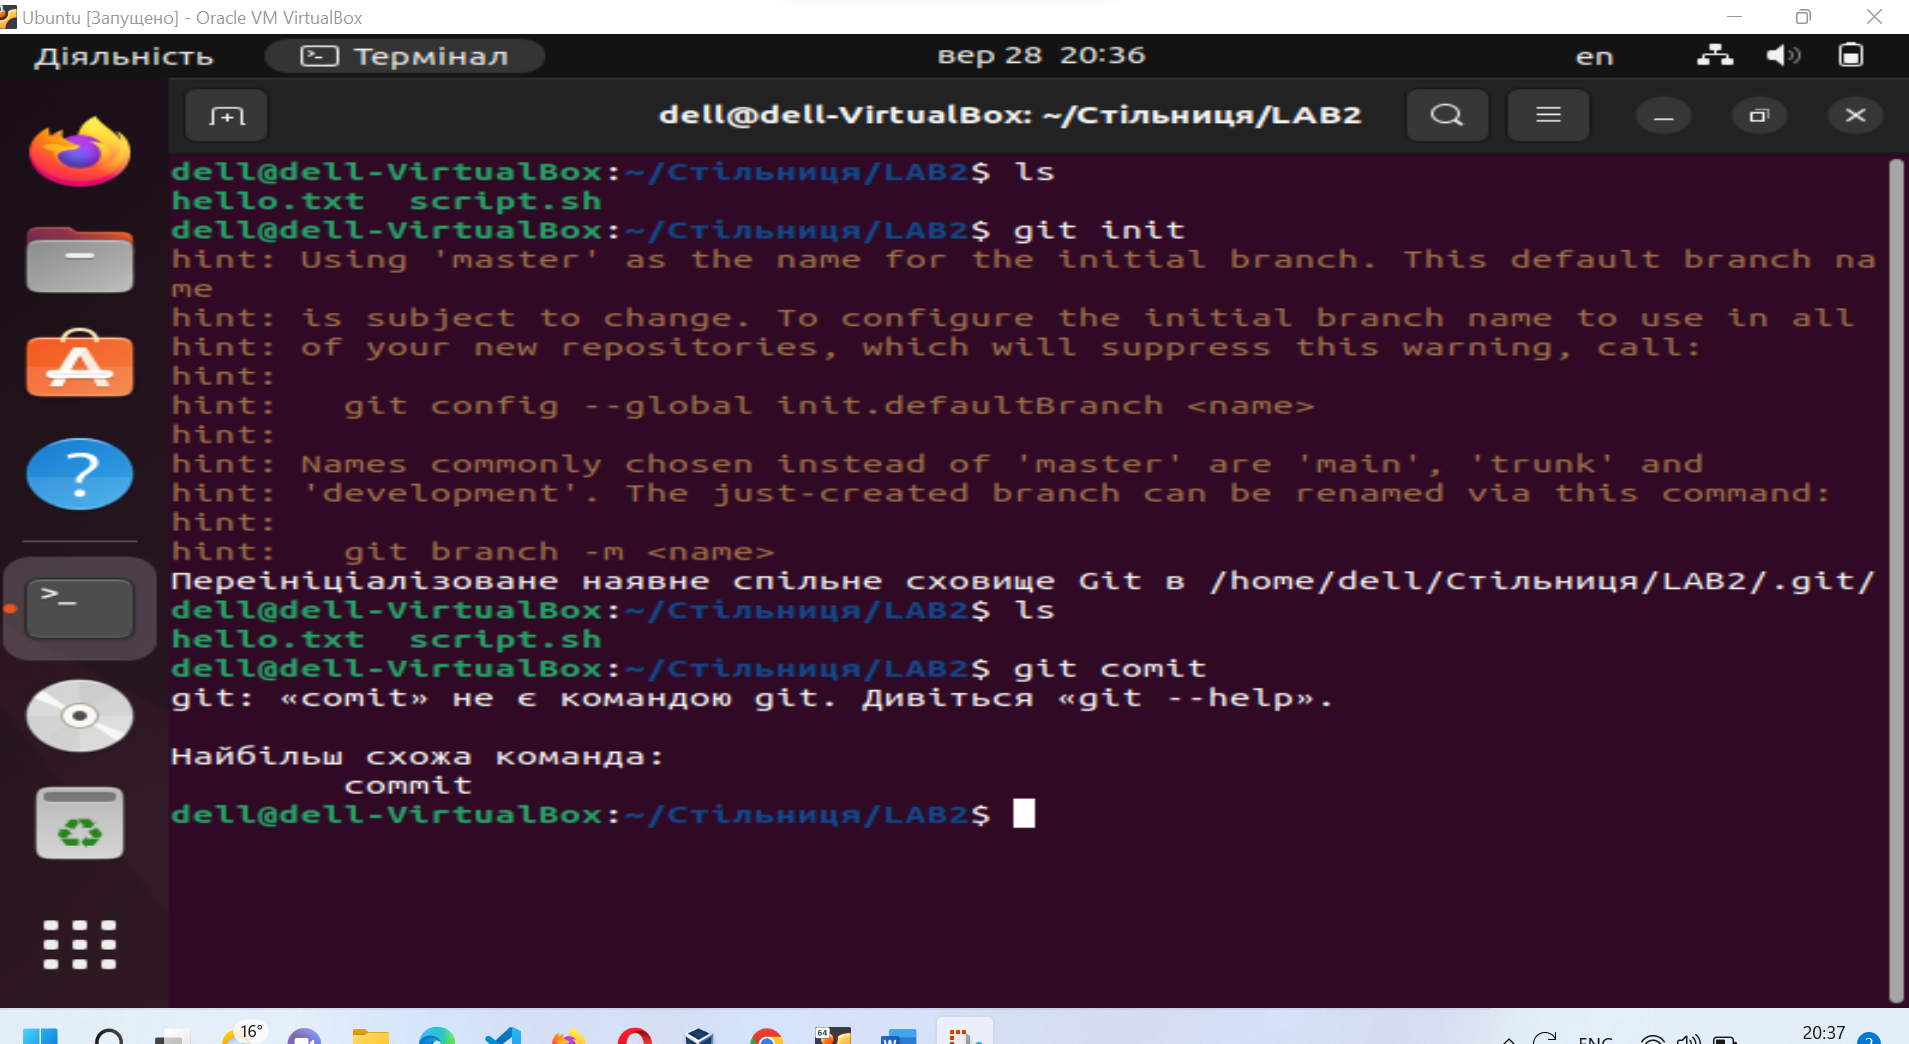 Ubuntu [Запущено] - Oracle VM VirtualBox
Діяльність
Термінал
вер 28 20:36
en
dell@dell-VirtualBox: ~/Стільниця/LAB2
dell@dell-VirtualBox:~/Стільниця/LAB2$ ls
hello.txt  script.sh
dell@dell-VirtualBox:~/Стільниця/LAB2$ git init
hint: Using 'master' as the name for the initial branch. This default branch na
me
hint: is subject to change. To configure the initial branch name to use in all
hint: of your new repositories, which will suppress this warning, call:
hint:
hint:   git config --global init.defaultBranch <name>
hint:
hint: Names commonly chosen instead of 'master' are 'main', 'trunk' and
hint: 'development'. The just-created branch can be renamed via this command:
hint:
hint:   git branch -m <name>
Переініціалізоване наявне спільне сховище Git в /home/dell/Стільниця/LAB2/.git/
dell@dell-VirtualBox:~/Стільниця/LAB2$ ls
hello.txt  script.sh
dell@dell-VirtualBox:~/Стільниця/LAB2$ git comit
git: «comit» не є командою git. Дивіться «git --help».
Найбільш схожа команда:
        commit
dell@dell-VirtualBox:~/Стільниця/LAB2$
16°
64
W
ENG
20:37
2